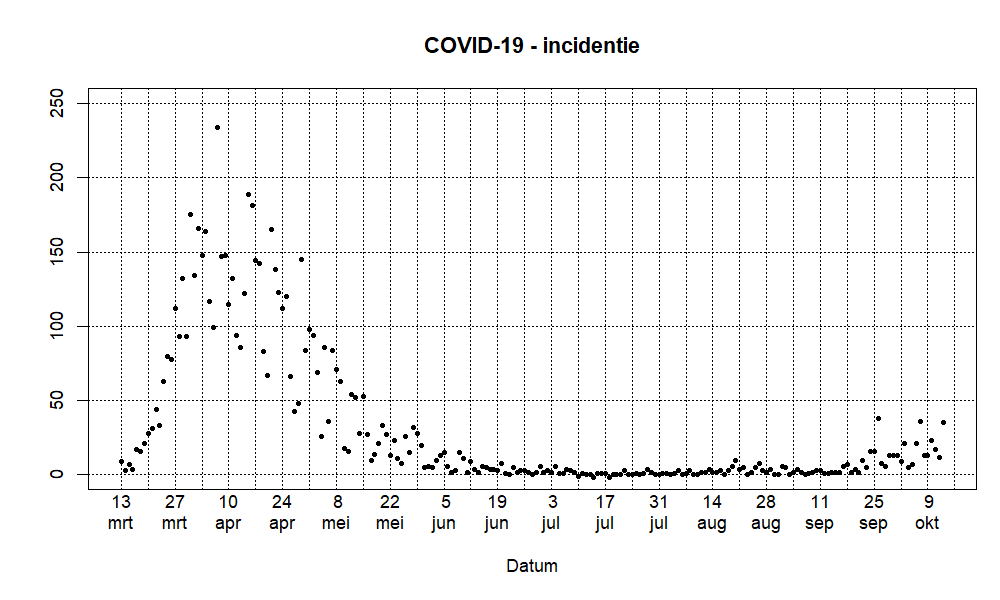 COVID-19 - incidentie
250
200
150
100
50
0
13 27 10 24 8 22 5 19 3 17 31 14 28 11 25 9
mrt mrt apr apr mei mei jun jun jul jul jul aug aug sep sep okt
Datum